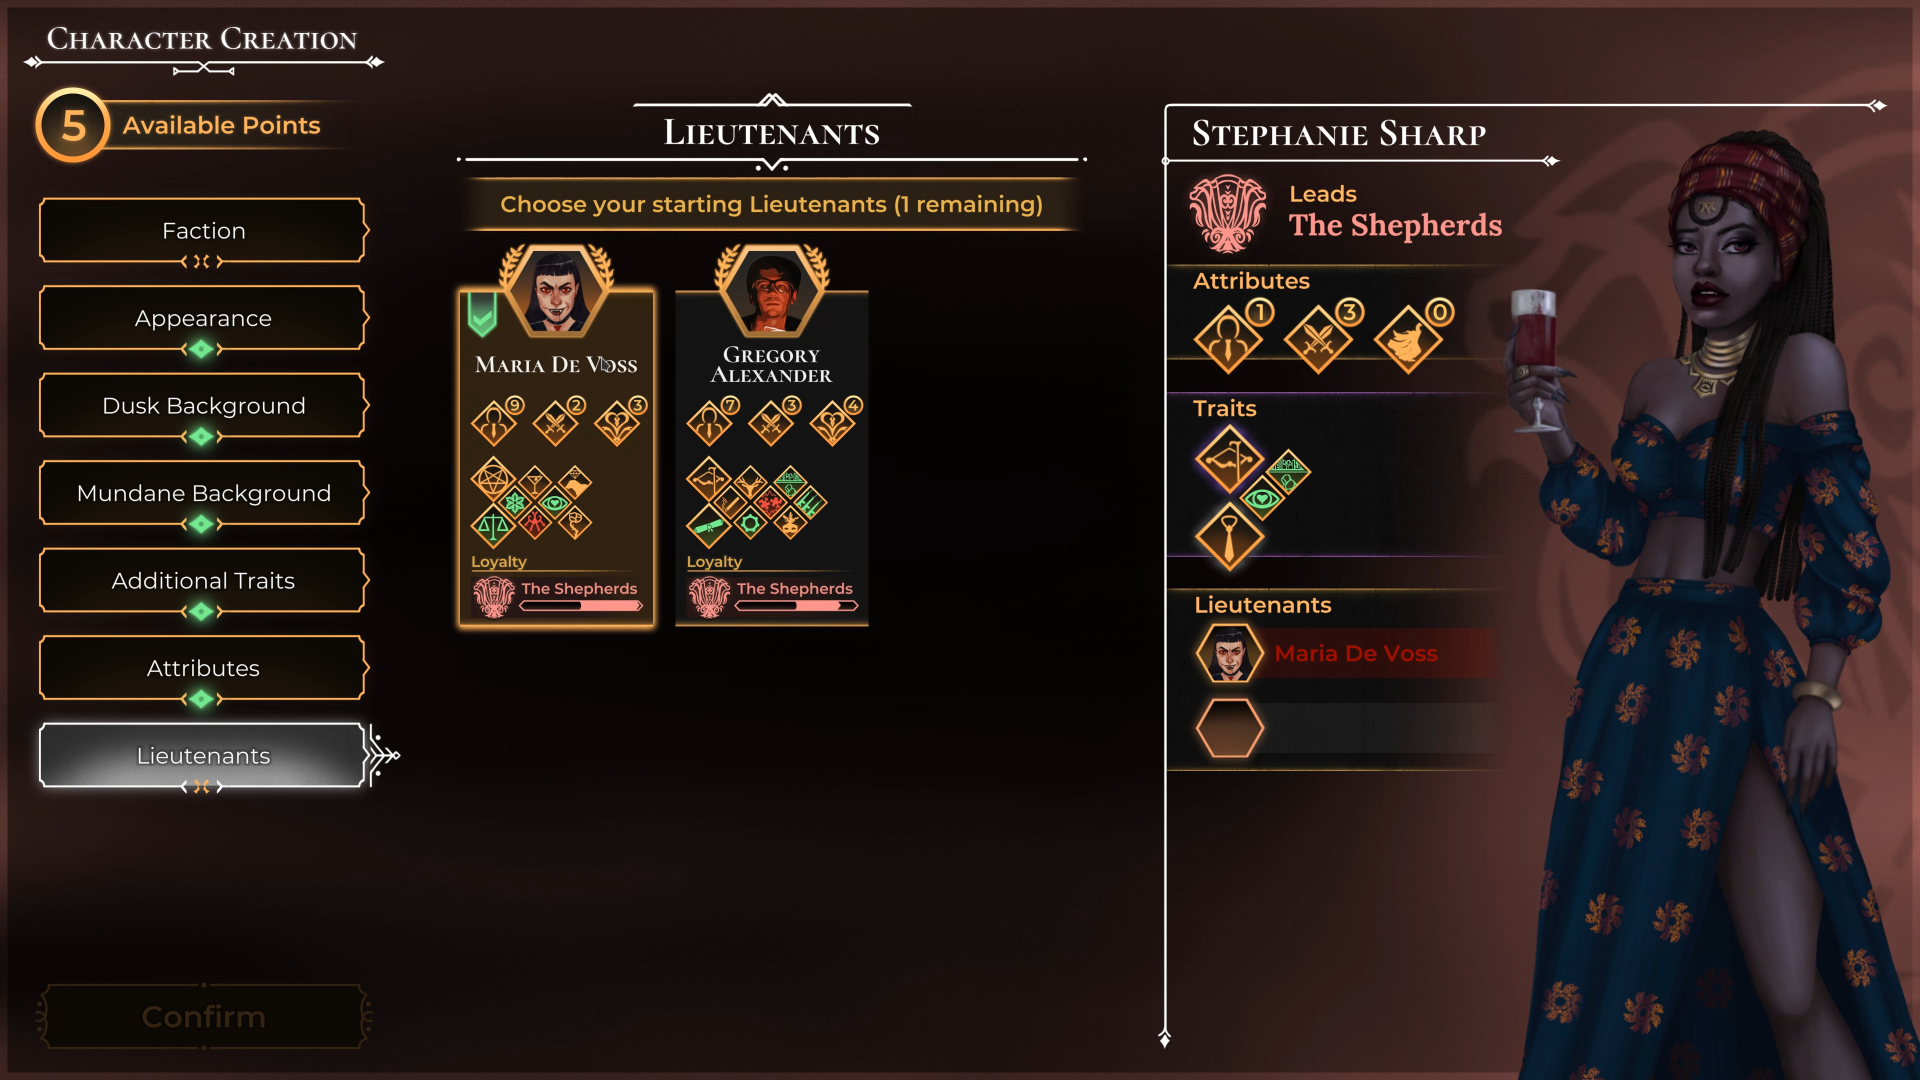 Character Creation
5 Available Points
Faction
Appearance
Dusk Background
Mundane Background
Additional Traits
Attributes
Lieutenants
Confirm
Lieutenants
Choose your starting Lieutenants (1 remaining)
Maria De Voss
9 2 3
Loyalty
The Shepherds
Gregory
Alexander
7 3 4
Loyalty
The Shepherds
Stephanie Sharp
Leads
The Shepherds
Attributes
1 3 0
Traits
Lieutenants
Maria De Voss